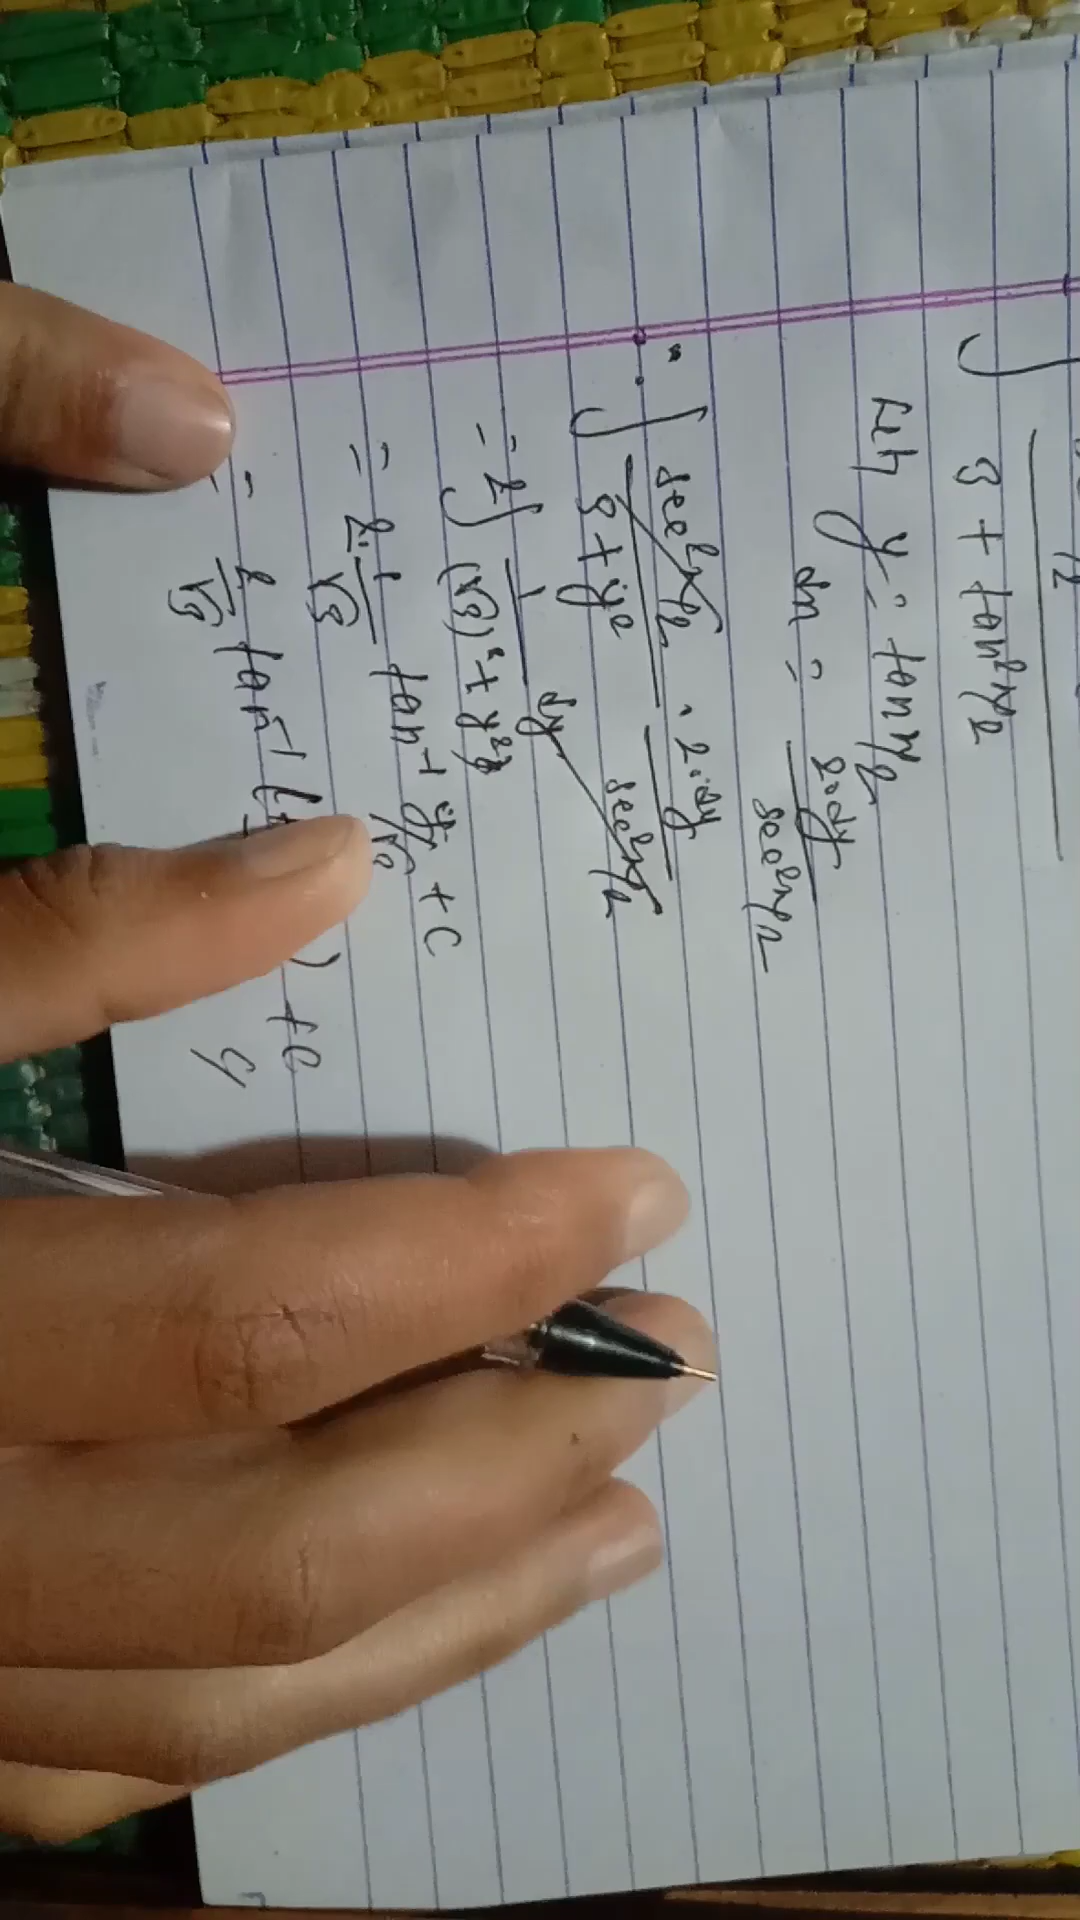 ∫ 3 + tan²x/2
Let y = tan x/2
dx = 2·dy / sec²x/2
∴ ∫ sec²x/2 / 3 + y² · 2·dy / sec²x/2
= 2∫ 1 / (√3)² + y² dy
= 2·1/√3 tan⁻¹ y/√3 + C
= 2/√3 tan⁻¹ ( ) + c